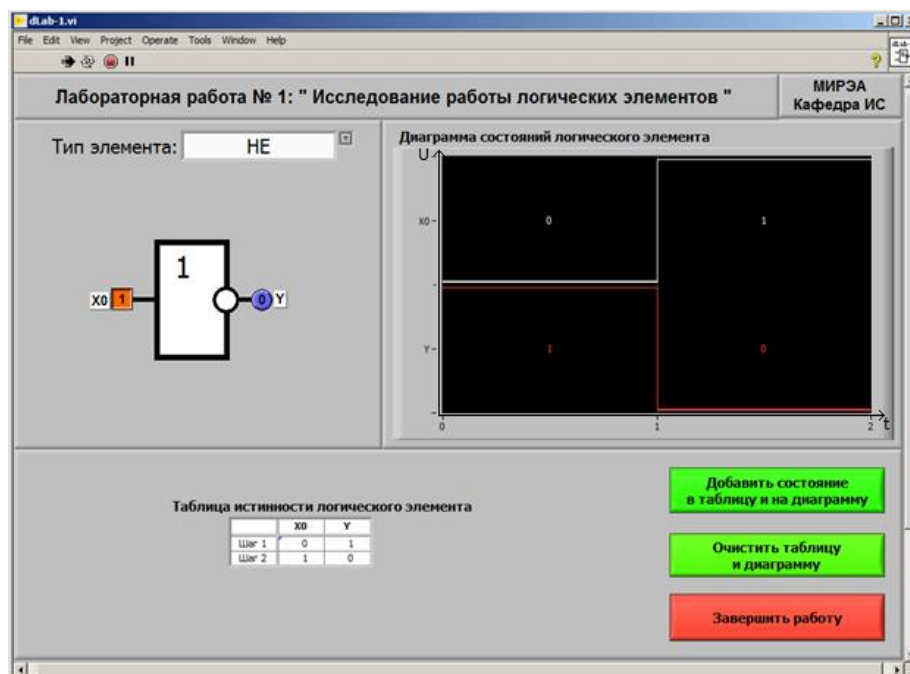 dLab-1.vi
File Edit View Project Operate Tools Window Help
Лабораторная работа № 1: " Исследование работы логических элементов "
МИРЭА
Кафедра ИС
Тип элемента: НЕ
1
X0 1
0 Y
Диаграмма состояний логического элемента
U
X0
0 1
Y
1 0
0 1 2 t
Таблица истинности логического элемента
X0 Y
Шаг 1 0 1
Шаг 2 1 0
Добавить состояние
в таблицу и на диаграмму
Очистить таблицу
и диаграмму
Завершить работу